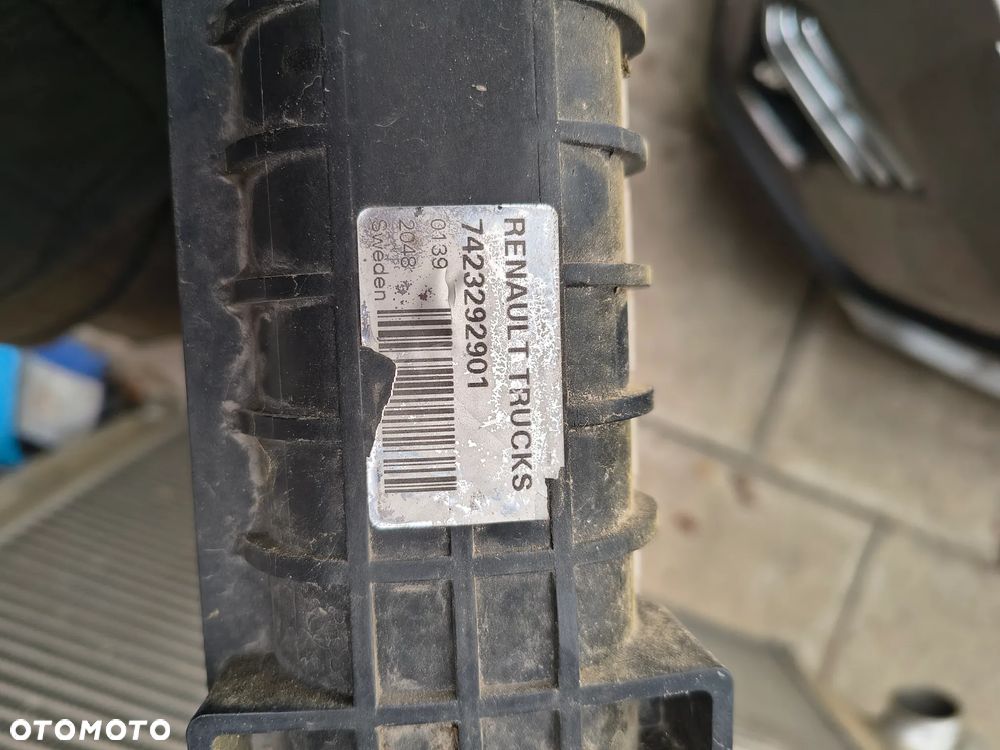 RENAULT TRUCKS
7423292901
0139
2048
Sweden
OTOMOTO